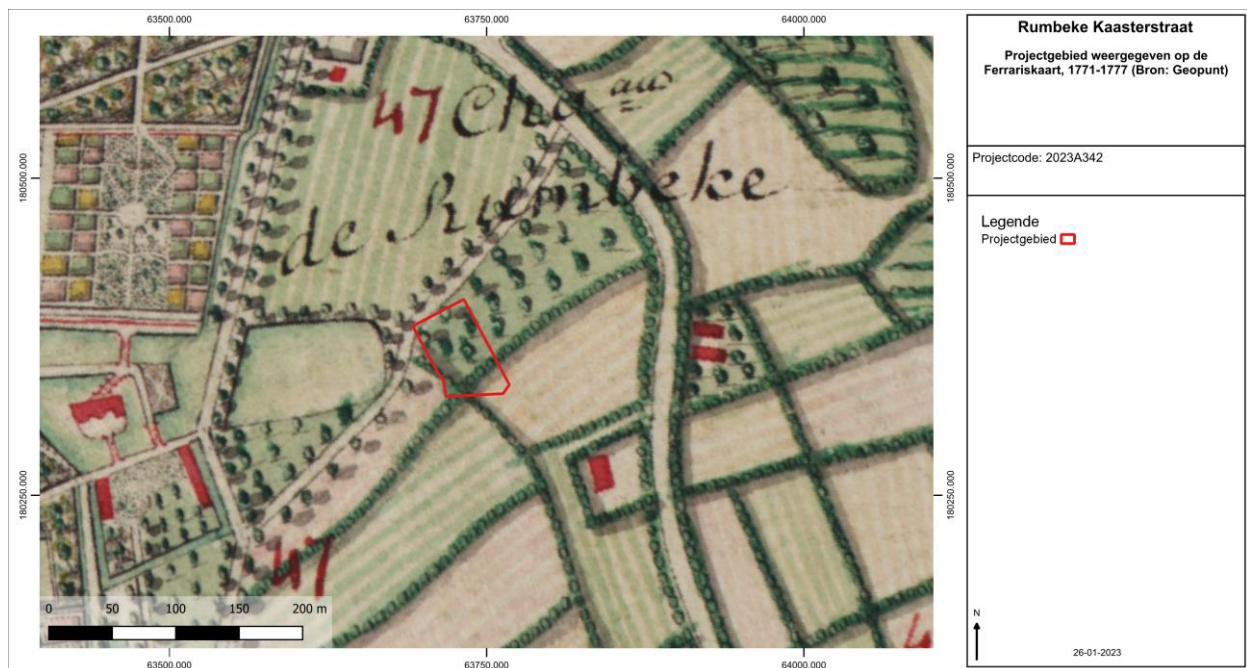 63500.000 63750.000 64000.000
180500.000 180500.000
47 Cha.au
de Rumbeke
180250.000 180250.000
47
0 50 100 150 200 m
63500.000 63750.000 64000.000
Rumbeke Kaasterstraat
Projectgebied weergegeven op de
Ferrariskaart, 1771-1777 (Bron: Geopunt)
Projectcode: 2023A342
Legende
Projectgebied
N
26-01-2023